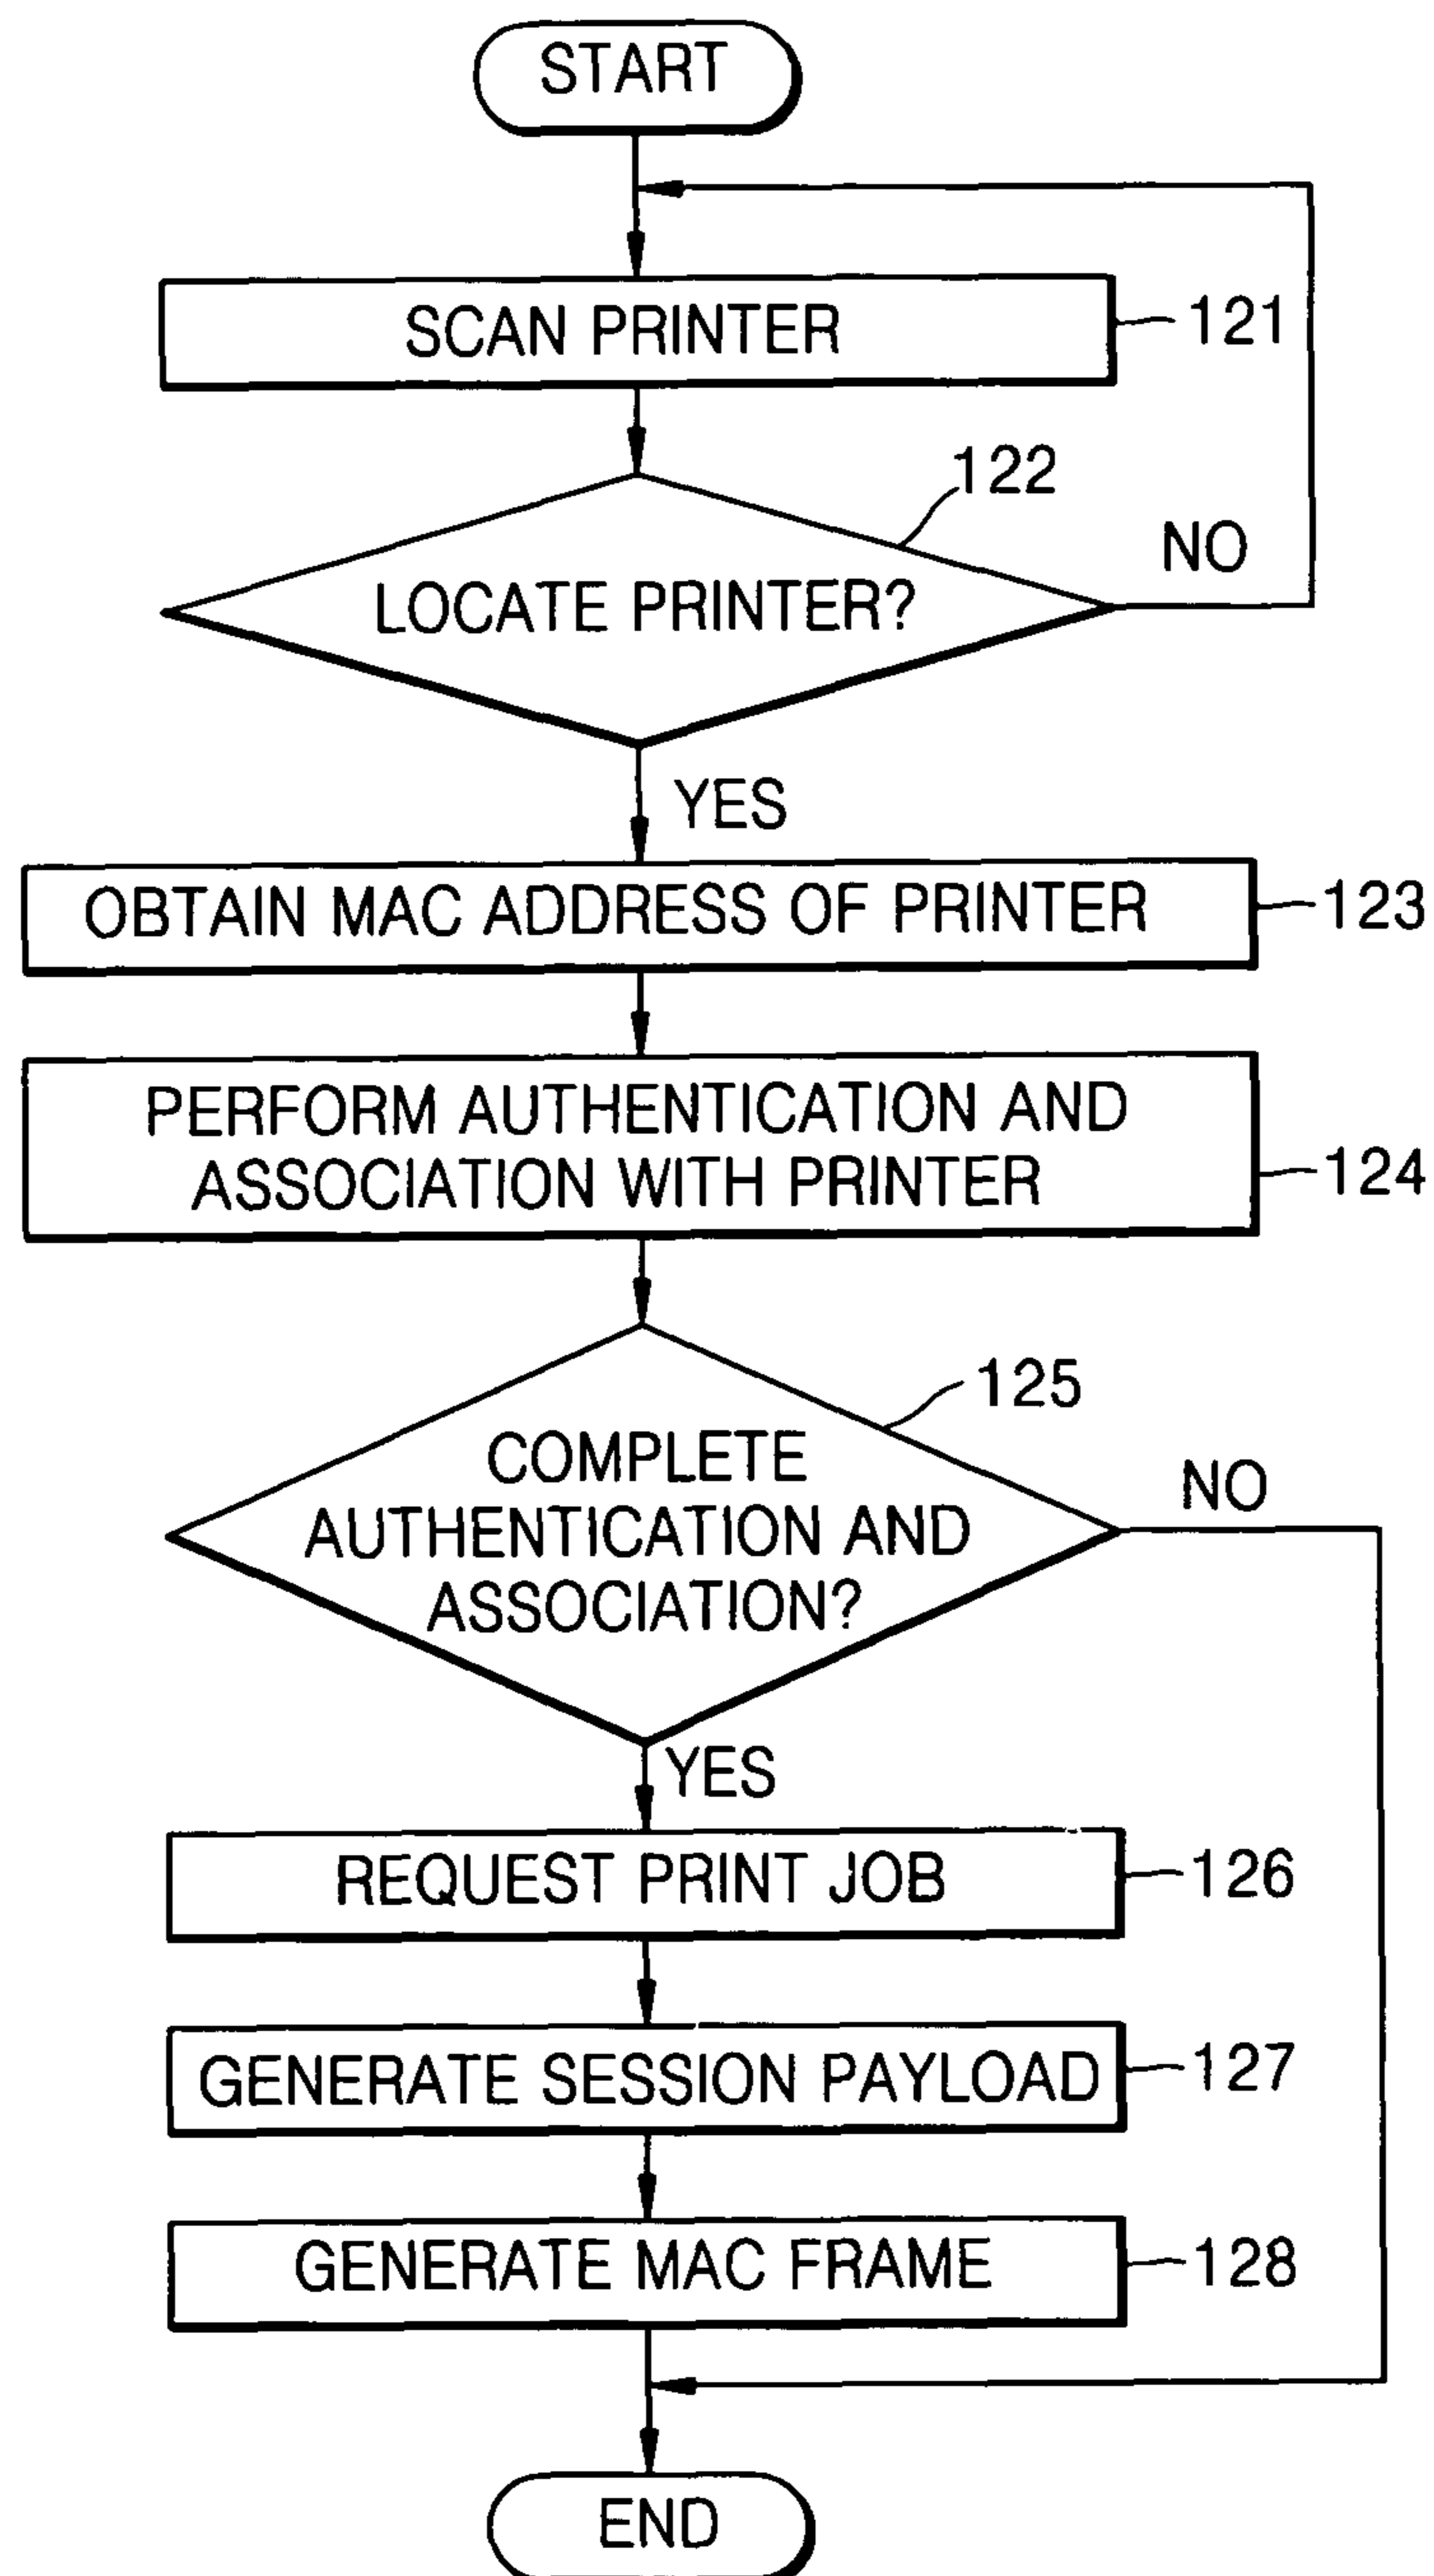 START
SCAN PRINTER
121
122
LOCATE PRINTER?
NO
YES
OBTAIN MAC ADDRESS OF PRINTER
123
PERFORM AUTHENTICATION AND
ASSOCIATION WITH PRINTER
124
125
COMPLETE
AUTHENTICATION AND
ASSOCIATION?
NO
YES
REQUEST PRINT JOB
126
GENERATE SESSION PAYLOAD
127
GENERATE MAC FRAME
128
END